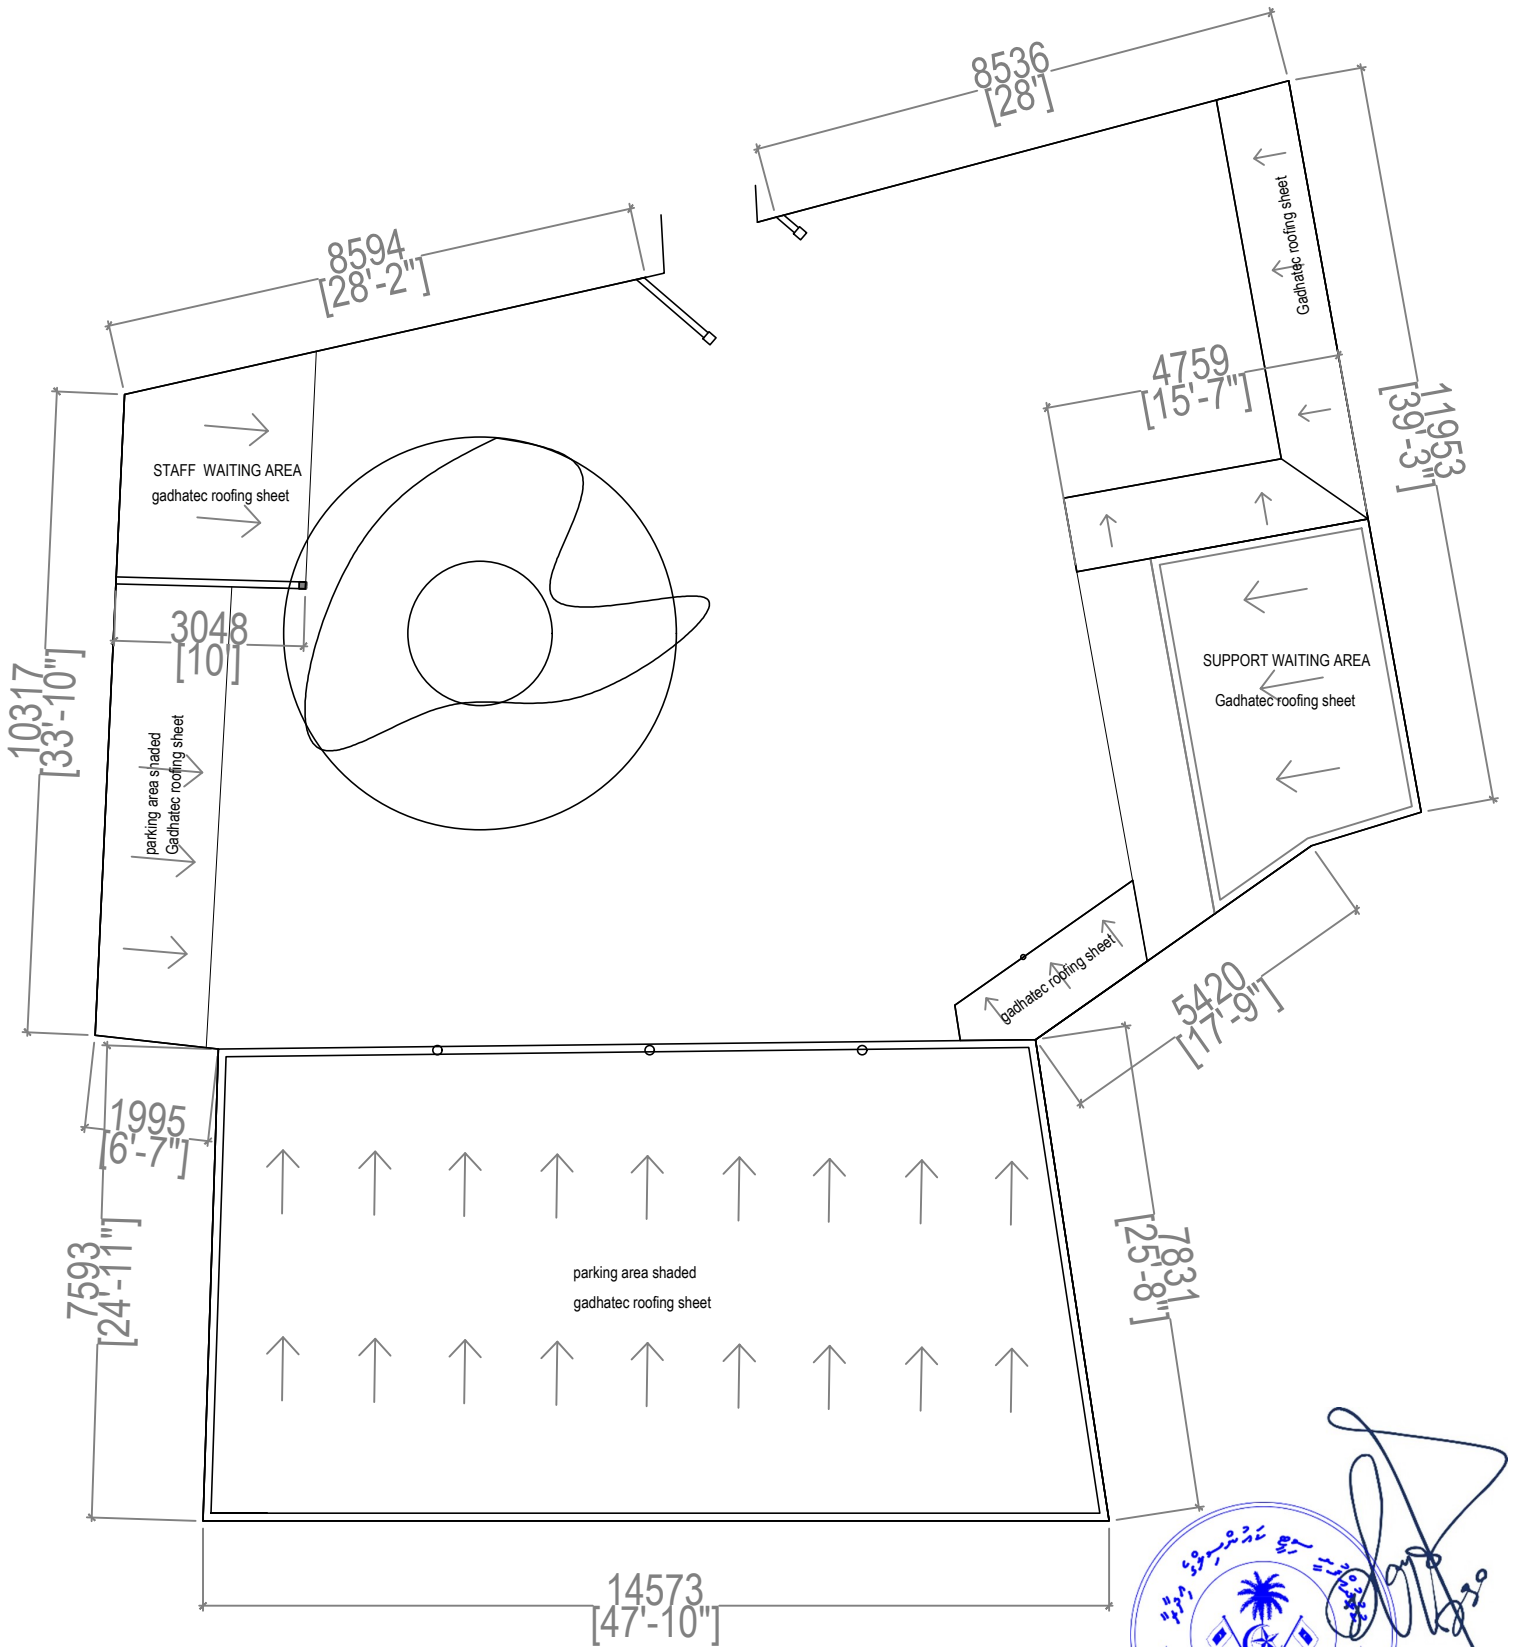 8536
[28']
8594
[28'-2"]
Gadhatec roofing sheet
4759
[15'-7"]
11953
[39'-3"]
STAFF WAITING AREA
gadhatec roofing sheet
3048
[10']
10317
[33'-10"]
parking area shaded
Gadhatec roofing sheet
SUPPORT WAITING AREA
Gadhatec roofing sheet
gadhatec roofing sheet
5420
[17'-9"]
1995
[6'-7"]
7593
[24'-11"]
7831
[25'-8"]
parking area shaded
gadhatec roofing sheet
14573
[47'-10"]